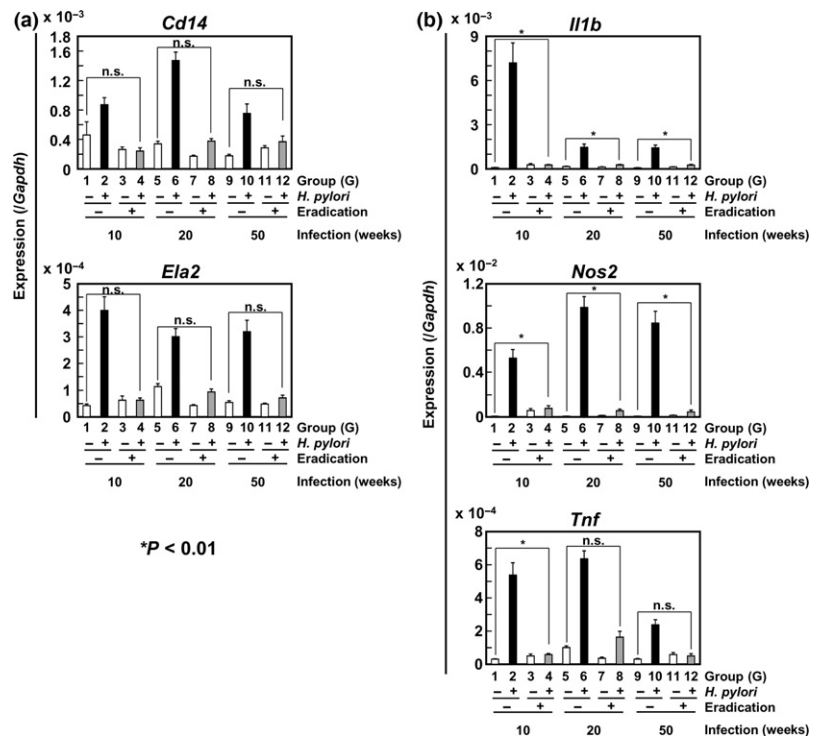 (a)
x 10⁻³
Cd14
1.6
1.2
0.8
0.4
0
n.s.
n.s.
n.s.
1 2 3 4 5 6 7 8 9 10 11 12 Group (G)
– + – + – + – + – + – + H. pylori
– + – + – + Eradication
10 20 50 Infection (weeks)
Expression (/Gapdh)
x 10⁻⁴
Ela2
5
4
3
2
1
0
n.s.
n.s.
n.s.
1 2 3 4 5 6 7 8 9 10 11 12 Group (G)
– + – + – + – + – + – + H. pylori
– + – + – + Eradication
10 20 50 Infection (weeks)
*P < 0.01
(b)
x 10⁻³
Il1b
9
6
3
0
*
*
*
1 2 3 4 5 6 7 8 9 10 11 12 Group (G)
– + – + – + – + – + – + H. pylori
– + – + – + Eradication
10 20 50 Infection (weeks)
Expression (/Gapdh)
x 10⁻²
Nos2
1.2
0.8
0.4
0
*
*
*
1 2 3 4 5 6 7 8 9 10 11 12 Group (G)
– + – + – + – + – + – + H. pylori
– + – + – + Eradication
10 20 50 Infection (weeks)
x 10⁻⁴
Tnf
8
6
4
2
0
*
n.s.
n.s.
1 2 3 4 5 6 7 8 9 10 11 12 Group (G)
– + – + – + – + – + – + H. pylori
– + – + – + Eradication
10 20 50 Infection (weeks)